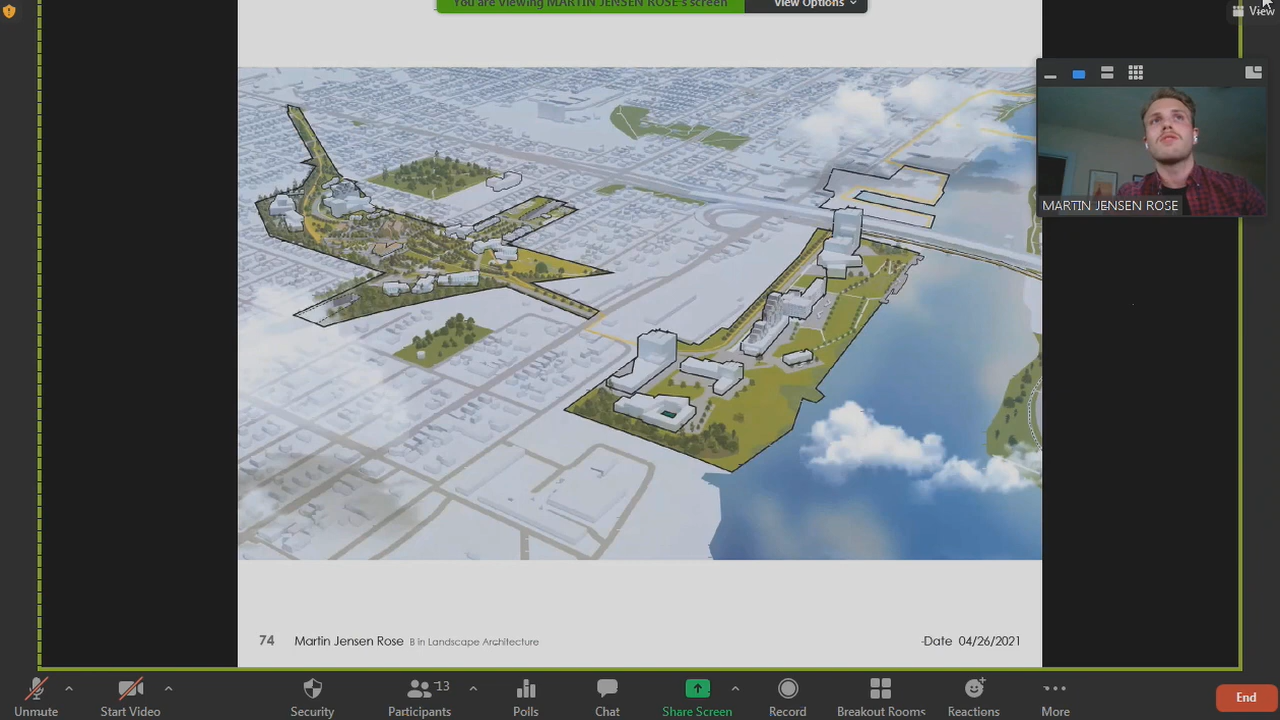 You are viewing MARTIN JENSEN ROSE's screen
View Options
View
MARTIN JENSEN ROSE
74 Martin Jensen Rose B in Landscape Architecture
-Date 04/26/2021
Unmute
Start Video
Security
13
Participants
Polls
Chat
Share Screen
Record
Breakout Rooms
Reactions
More
End